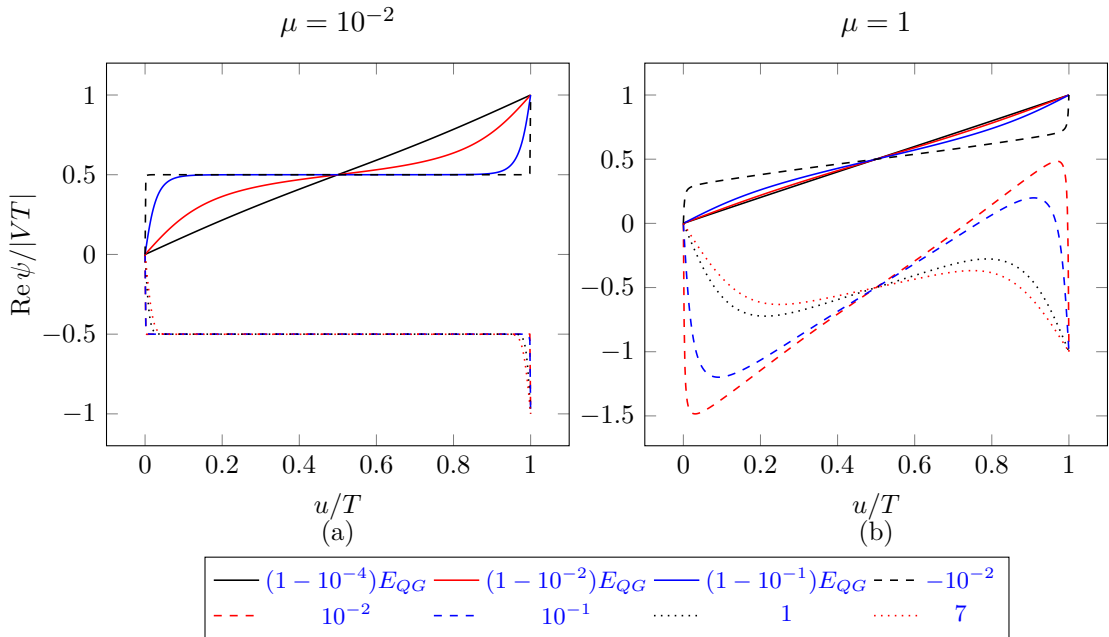 μ = 10⁻²
μ = 1
Re ψ/|VT|
1
0.5
0
−0.5
−1
0
0.2
0.4
0.6
0.8
1
u/T
(a)
1
0.5
0
−0.5
−1
−1.5
0
0.2
0.4
0.6
0.8
1
u/T
(b)
(1 − 10⁻⁴)E_{QG} (1 − 10⁻²)E_{QG} (1 − 10⁻¹)E_{QG} −10⁻²
10⁻² 10⁻¹ 1 7